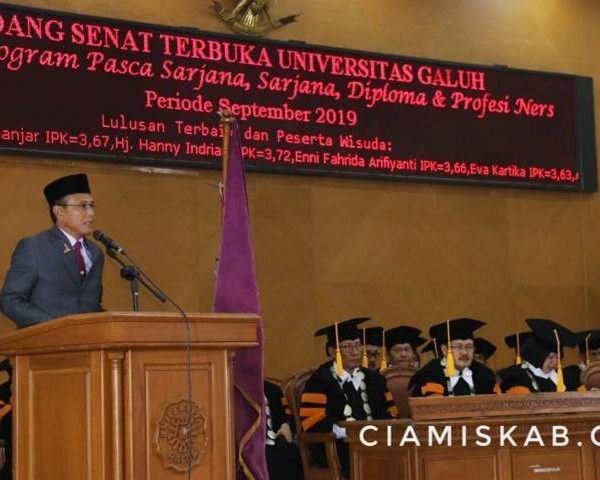 DANG SENAT TERBUKA UNIVERSITAS GALUH
ogram Pasca Sarjana, Sarjana, Diploma & Profesi Ners
Periode September 2019
Lulusan Terbaik dan Peserta Wisuda:
anjar IPK=3,67,Hj. Hanny Indria IPK=3,72,Enni Fahrida Arifiyanti IPK=3,66,Eva Kartika IPK=3,63,A
CIAMISKAB.G